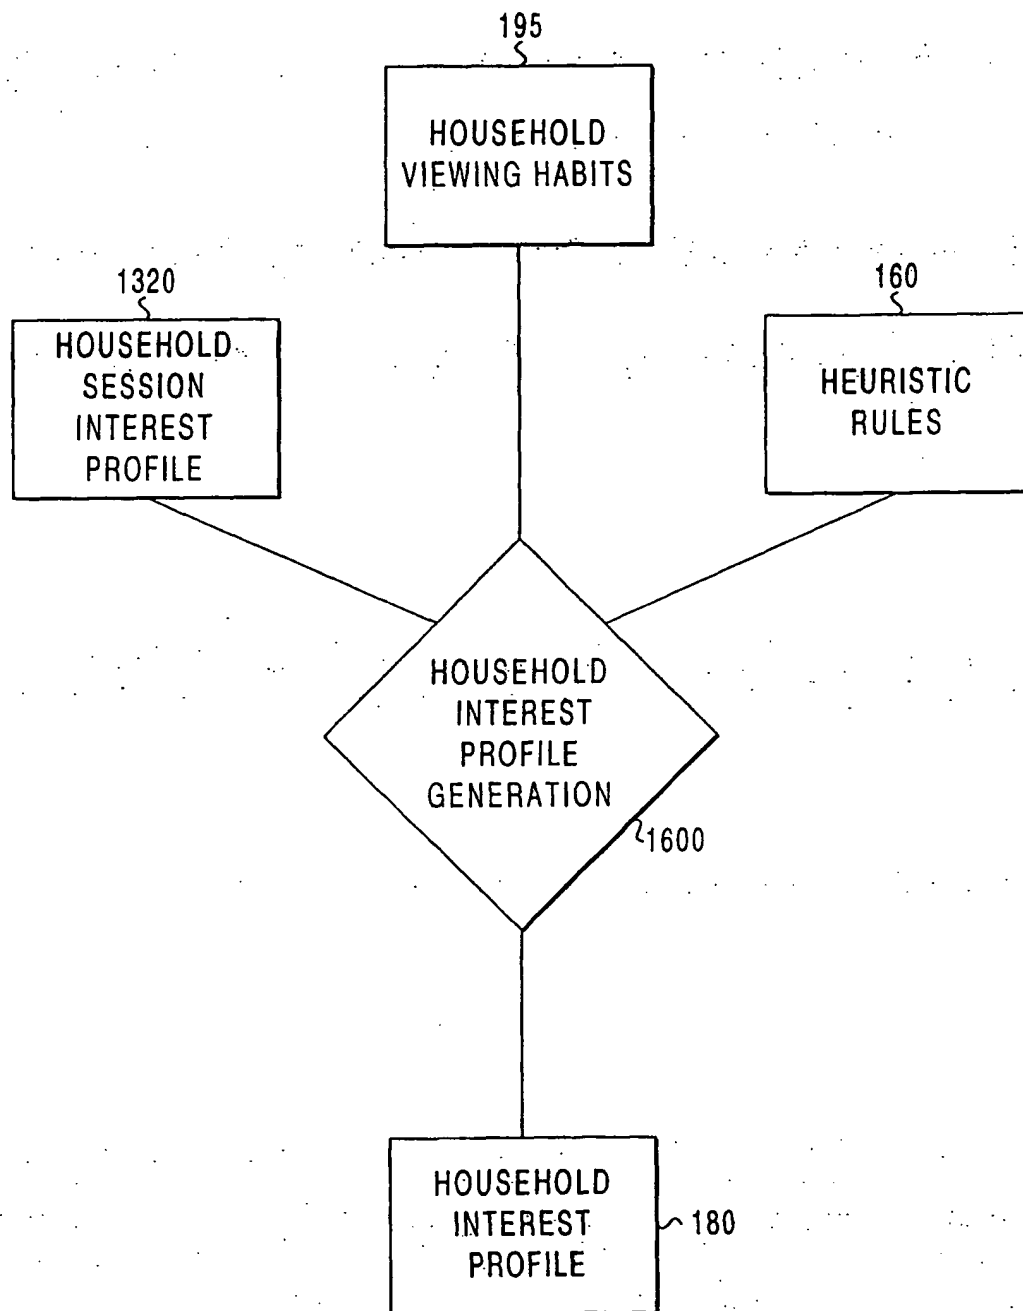 195
HOUSEHOLD
VIEWING HABITS
1320
HOUSEHOLD
SESSION
INTEREST
PROFILE
160
HEURISTIC
RULES
HOUSEHOLD
INTEREST
PROFILE
GENERATION
1600
HOUSEHOLD
INTEREST
PROFILE
180